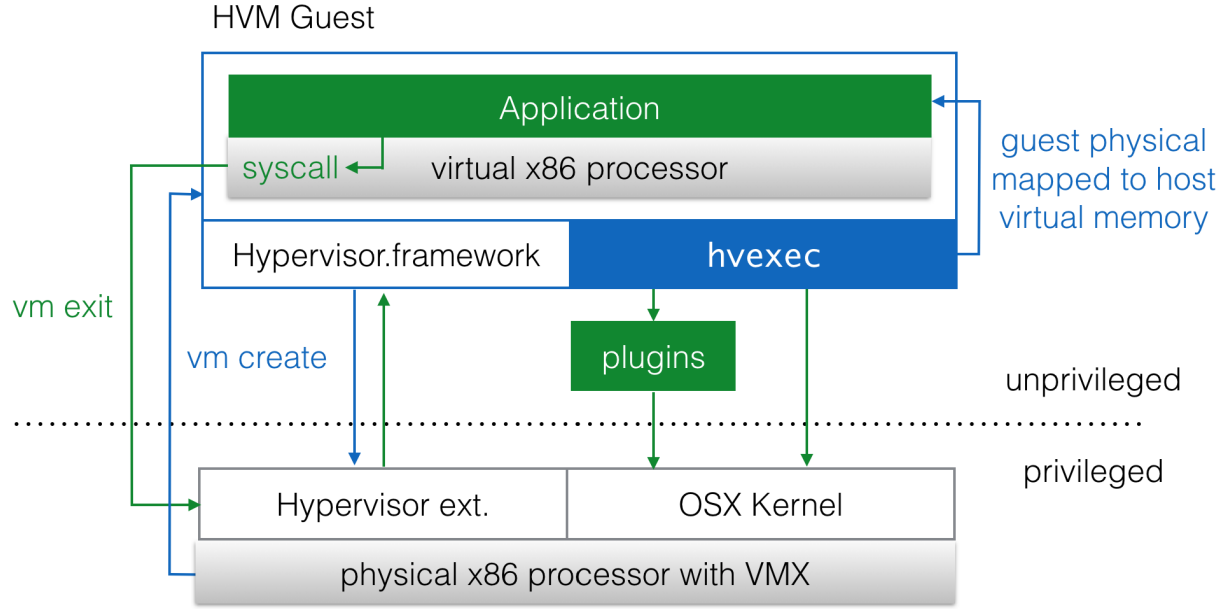 HVM Guest
Application
syscall
virtual x86 processor
guest physical
mapped to host
virtual memory
Hypervisor.framework
hvexec
vm exit
vm create
plugins
unprivileged
privileged
Hypervisor ext.
OSX Kernel
physical x86 processor with VMX